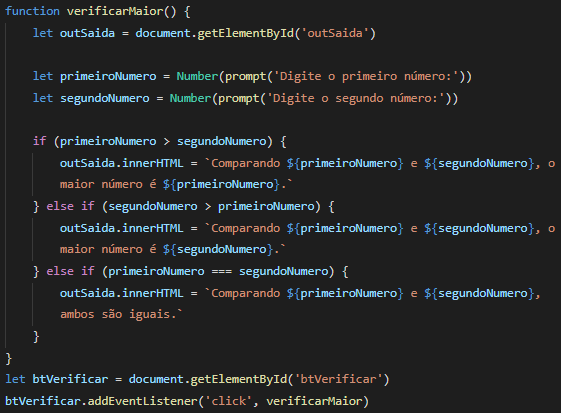 function verificarMaior() {
let outSaida = document.getElementById('outSaida')
let primeiroNumero = Number(prompt('Digite o primeiro número:'))
let segundoNumero = Number(prompt('Digite o segundo número:'))
if (primeiroNumero > segundoNumero) {
outSaida.innerHTML = `Comparando ${primeiroNumero} e ${segundoNumero}, o
maior número é ${primeiroNumero}.`
} else if (segundoNumero > primeiroNumero) {
outSaida.innerHTML = `Comparando ${primeiroNumero} e ${segundoNumero}, o
maior número é ${segundoNumero}.`
} else if (primeiroNumero === segundoNumero) {
outSaida.innerHTML = `Comparando ${primeiroNumero} e ${segundoNumero},
ambos são iguais.`
}
}
let btVerificar = document.getElementById('btVerificar')
btVerificar.addEventListener('click', verificarMaior)